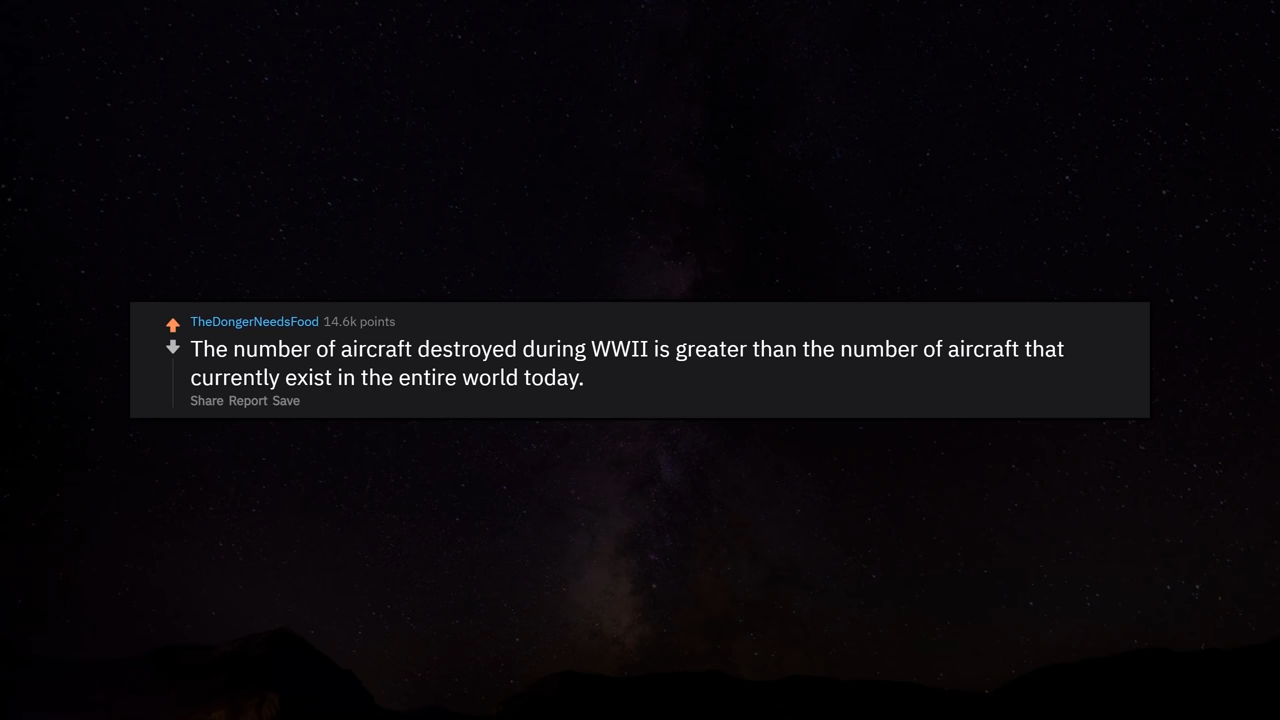 TheDongerNeedsFood 14.6k points
The number of aircraft destroyed during WWII is greater than the number of aircraft that
currently exist in the entire world today.
Share Report Save